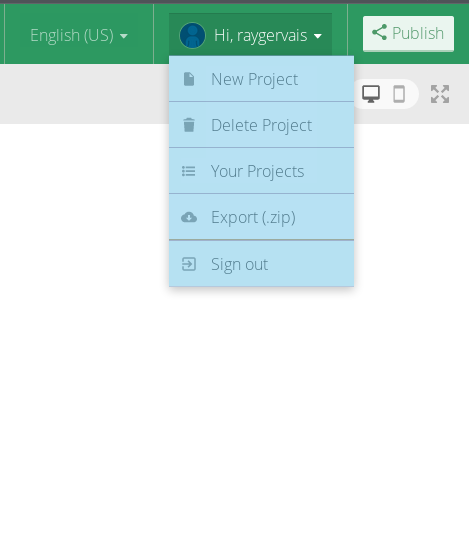 English (US)
Hi, raygervais
Publish
New Project
Delete Project
Your Projects
Export (.zip)
Sign out